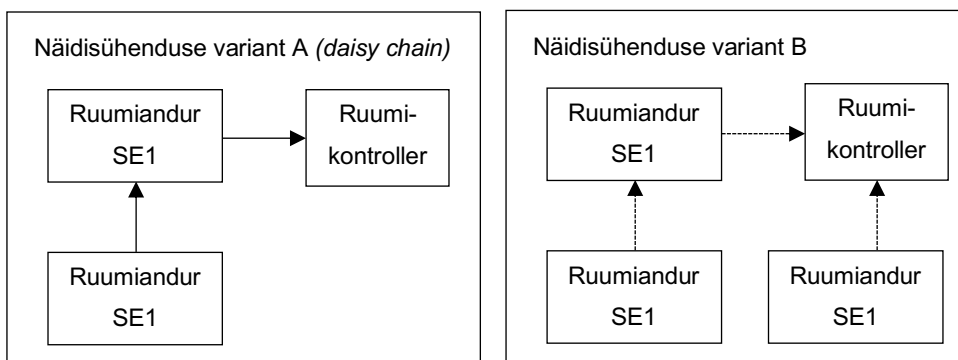 Näidisühenduse variant A (daisy chain)
Ruumiandur
SE1
Ruumi-
kontroller
Ruumiandur
SE1
Näidisühenduse variant B
Ruumiandur
SE1
Ruumi-
kontroller
Ruumiandur
SE1
Ruumiandur
SE1